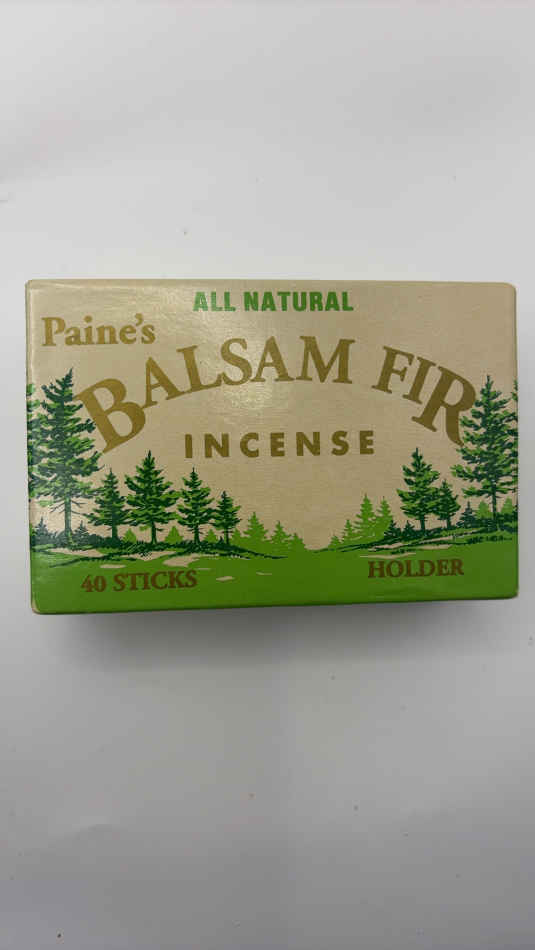 ALL NATURAL
Paine's
BALSAM FIR
INCENSE
40 STICKS
HOLDER